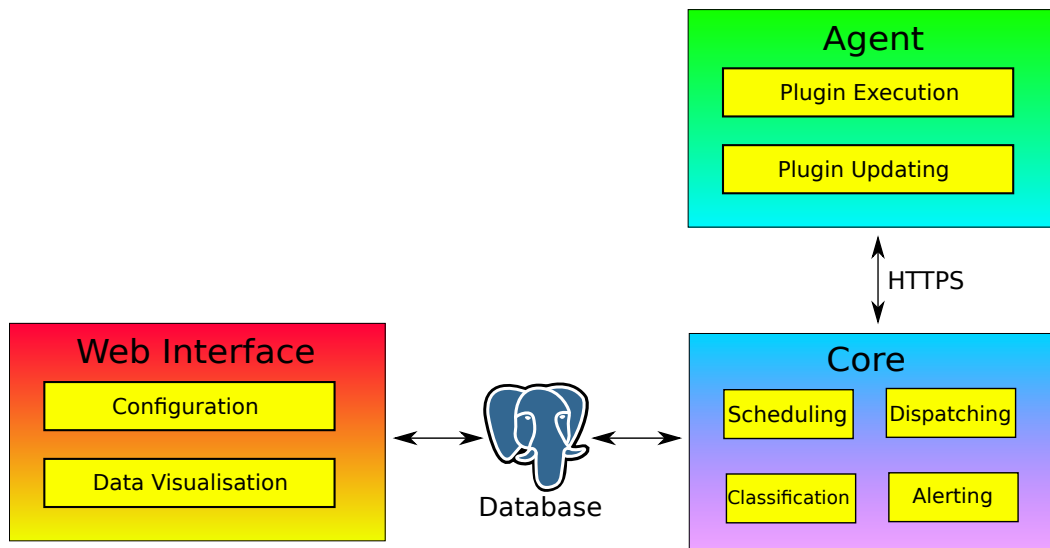 Agent
Plugin Execution
Plugin Updating
HTTPS
Web Interface
Configuration
Data Visualisation
Database
Core
Scheduling
Dispatching
Classification
Alerting